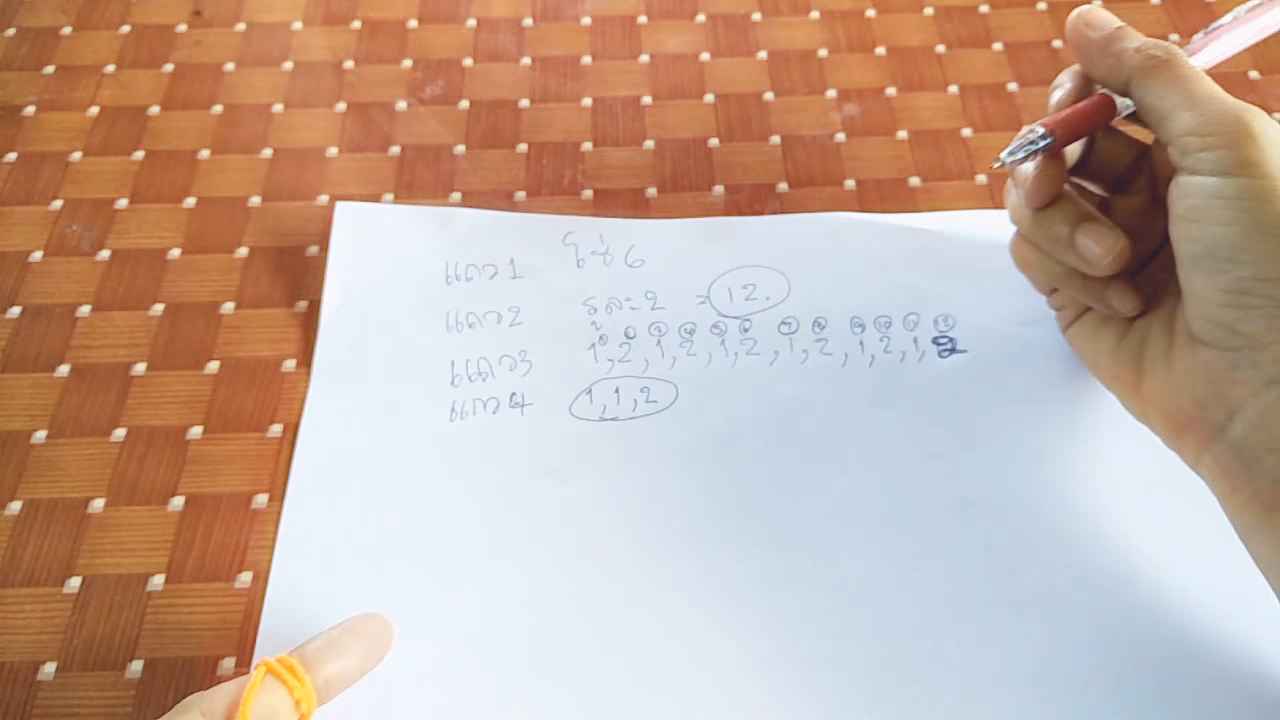 แถว 1 โซ่ 6
แถว 2 รูละ 2 = 12.
แถว 3 1, 2, 1, 2, 1, 2, 1, 2, 1, 2, 1, 2
แถว 4 1, 1, 2